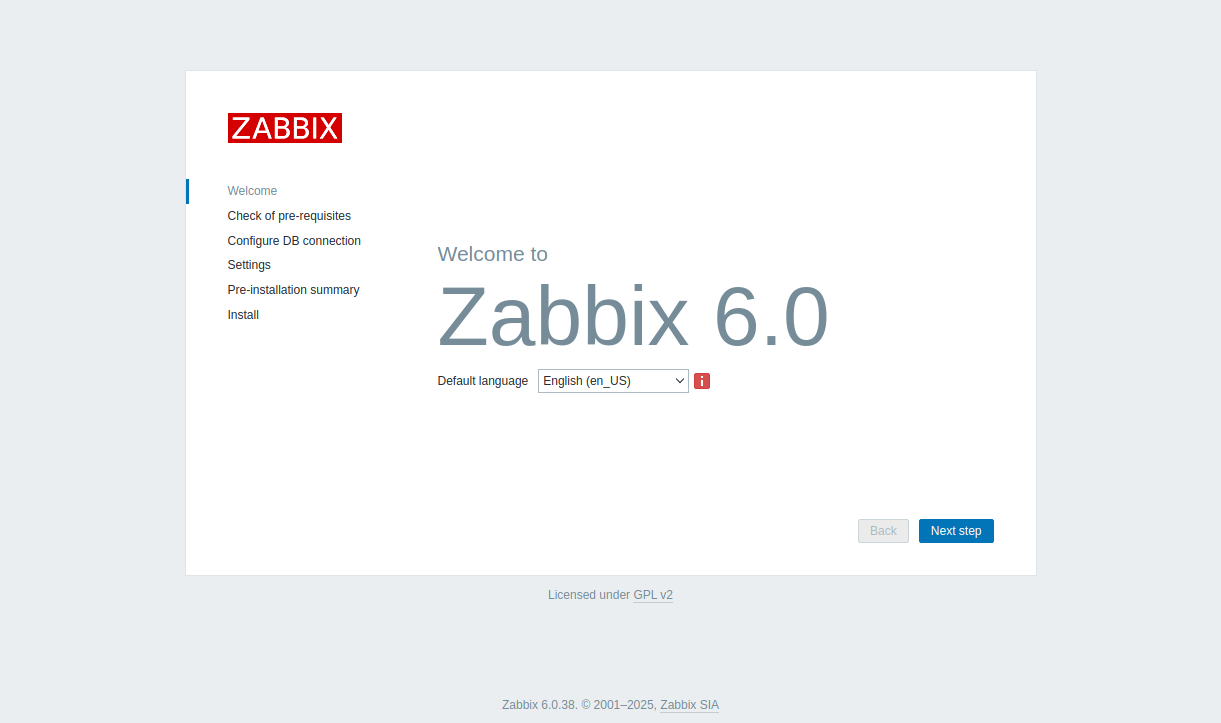 ZABBIX
Welcome
Check of pre-requisites
Configure DB connection
Settings
Pre-installation summary
Install
Welcome to
Zabbix 6.0
Default language English (en_US)
Back Next step
Licensed under GPL v2
Zabbix 6.0.38. © 2001–2025, Zabbix SIA